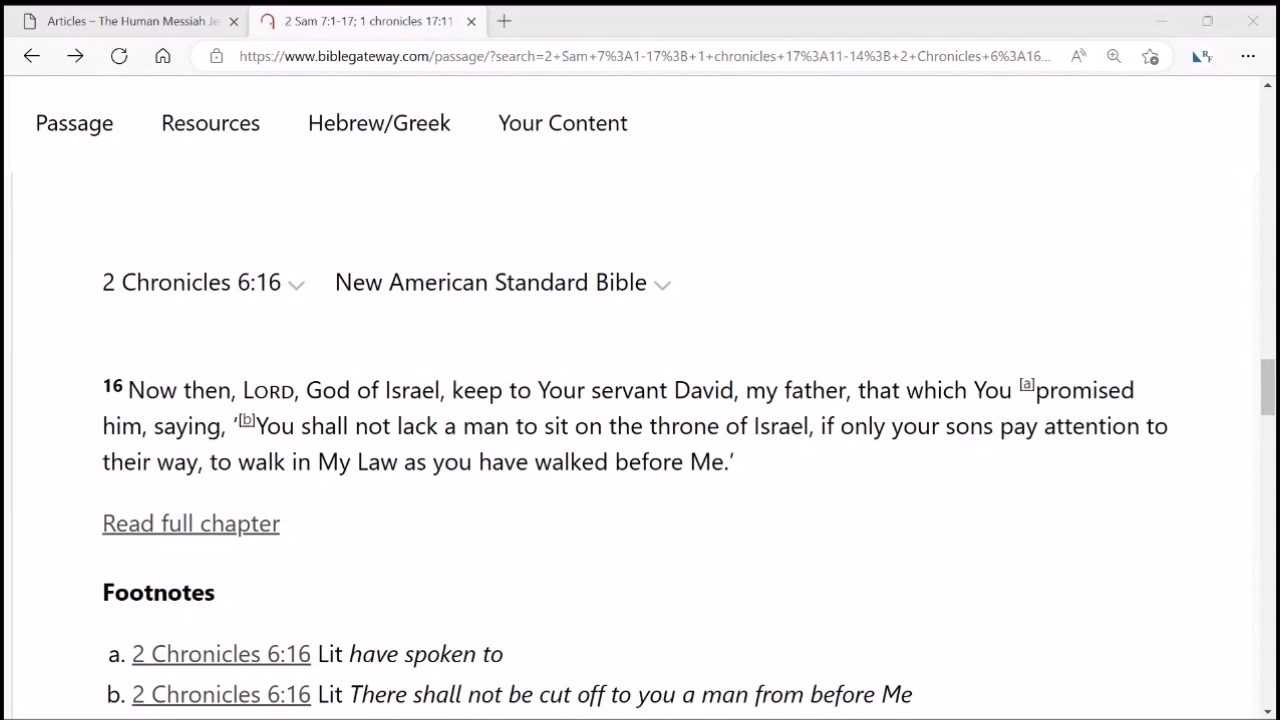 Articles – The Human Messiah Je
2 Sam 7:1-17; 1 chronicles 17:11
https://www.biblegateway.com/passage/?search=2+Sam+7%3A1-17%3B+1+chronicles+17%3A11-14%3B+2+Chronicles+6%3A16...
Passage Resources Hebrew/Greek Your Content
2 Chronicles 6:16 New American Standard Bible
16 Now then, LORD, God of Israel, keep to Your servant David, my father, that which You [a]promised
him, saying, ‘[b]You shall not lack a man to sit on the throne of Israel, if only your sons pay attention to
their way, to walk in My Law as you have walked before Me.’
Read full chapter
Footnotes
a. 2 Chronicles 6:16 Lit have spoken to
b. 2 Chronicles 6:16 Lit There shall not be cut off to you a man from before Me